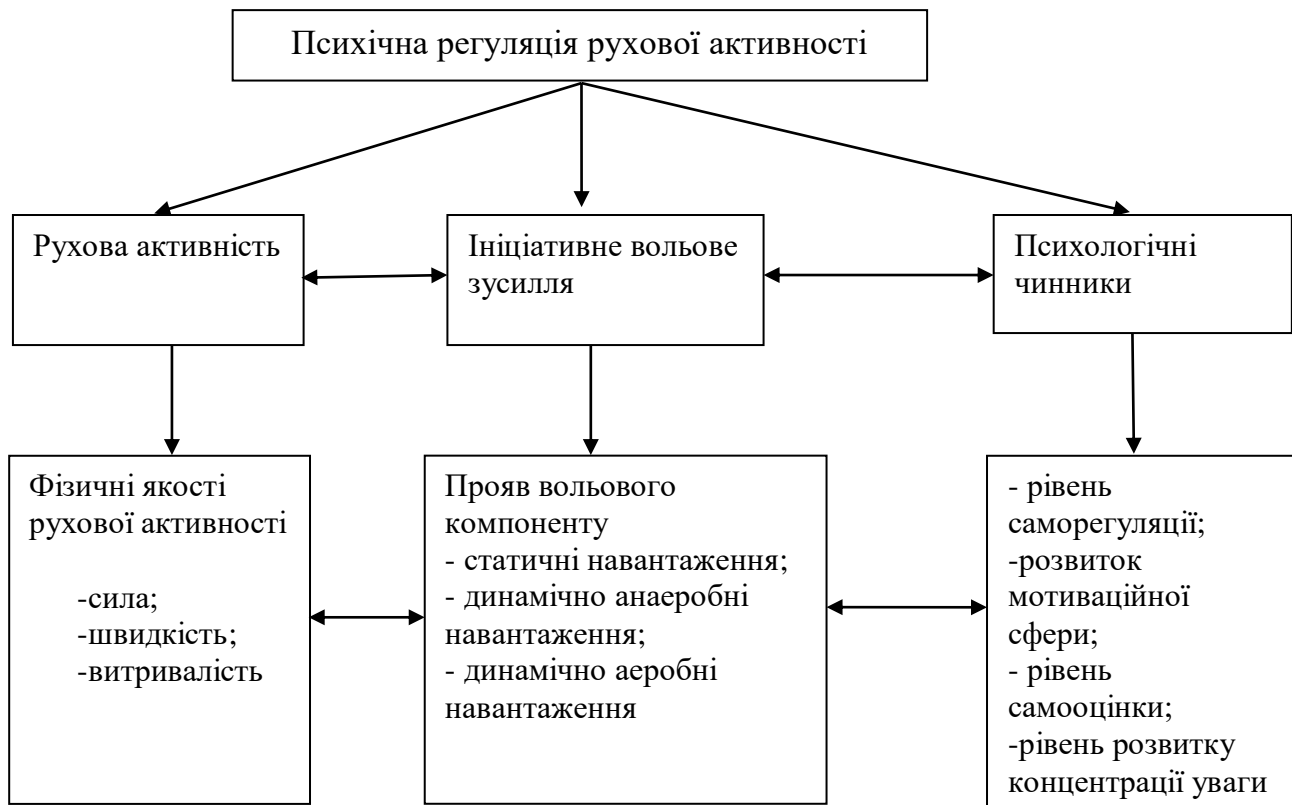 Психічна регуляція рухової активності
Рухова активність
Ініціативне вольове
зусилля
Психологічні
чинники
Фізичні якості
рухової активності
-сила;
-швидкість;
-витривалість
Прояв вольового
компоненту
- статичні навантаження;
- динамічно анаеробні
навантаження;
- динамічно аеробні
навантаження
- рівень
саморегуляції;
-розвиток
мотиваційної
сфери;
- рівень
самооцінки;
-рівень розвитку
концентрації уваги